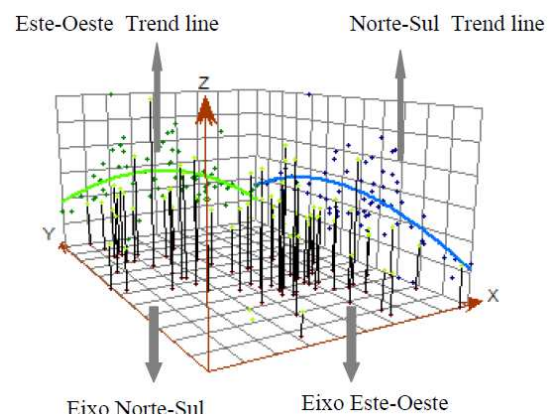 Este-Oeste Trend line
Norte-Sul Trend line
Z
Y
X
Eixo Norte-Sul
Eixo Este-Oeste